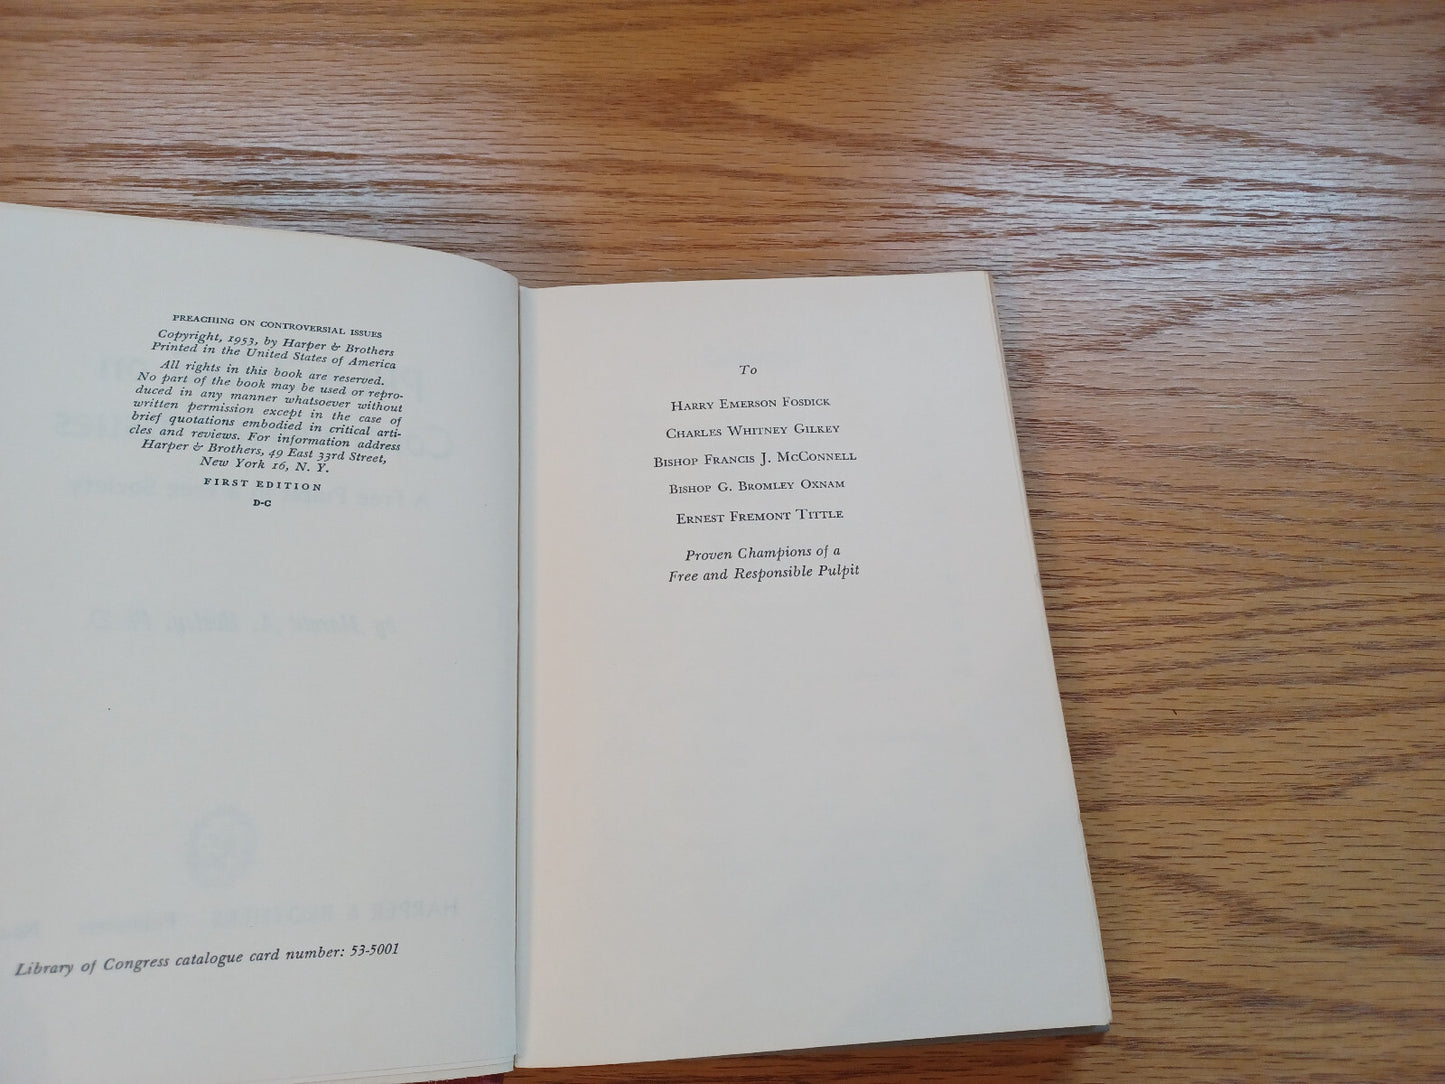 PREACHING ON CONTROVERSIAL ISSUES
Copyright, 1953, by Harper & Brothers
Printed in the United States of America
All rights in this book are reserved.
No part of the book may be used or repro-
duced in any manner whatsoever without
written permission except in the case of
brief quotations embodied in critical arti-
cles and reviews. For information address
Harper & Brothers, 49 East 33rd Street,
New York 16, N. Y.
FIRST EDITION
D-C
Library of Congress catalogue card number: 53-5001
To
HARRY EMERSON FOSDICK
CHARLES WHITNEY GILKEY
BISHOP FRANCIS J. MCCONNELL
BISHOP G. BROMLEY OXNAM
ERNEST FREMONT TITTLE
Proven Champions of a
Free and Responsible Pulpit